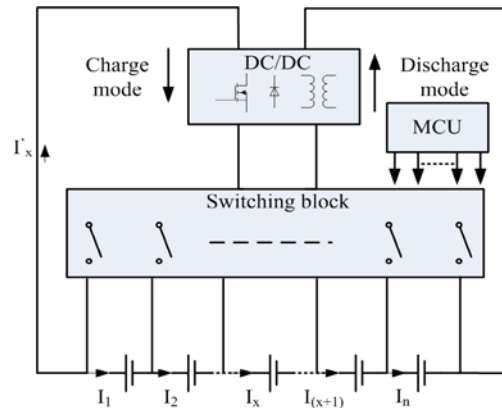 Charge
mode
DC/DC
Discharge
mode
MCU
I'x
Switching block
I1
I2
Ix
I(x+1)
In